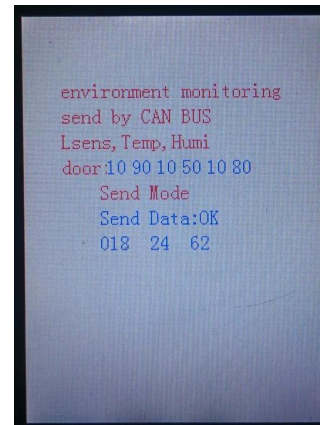 environment monitoring
send by CAN BUS
Lsens,Temp,Humi
door:10 90 10 50 10 80
Send Mode
Send Data:OK
018 24 62